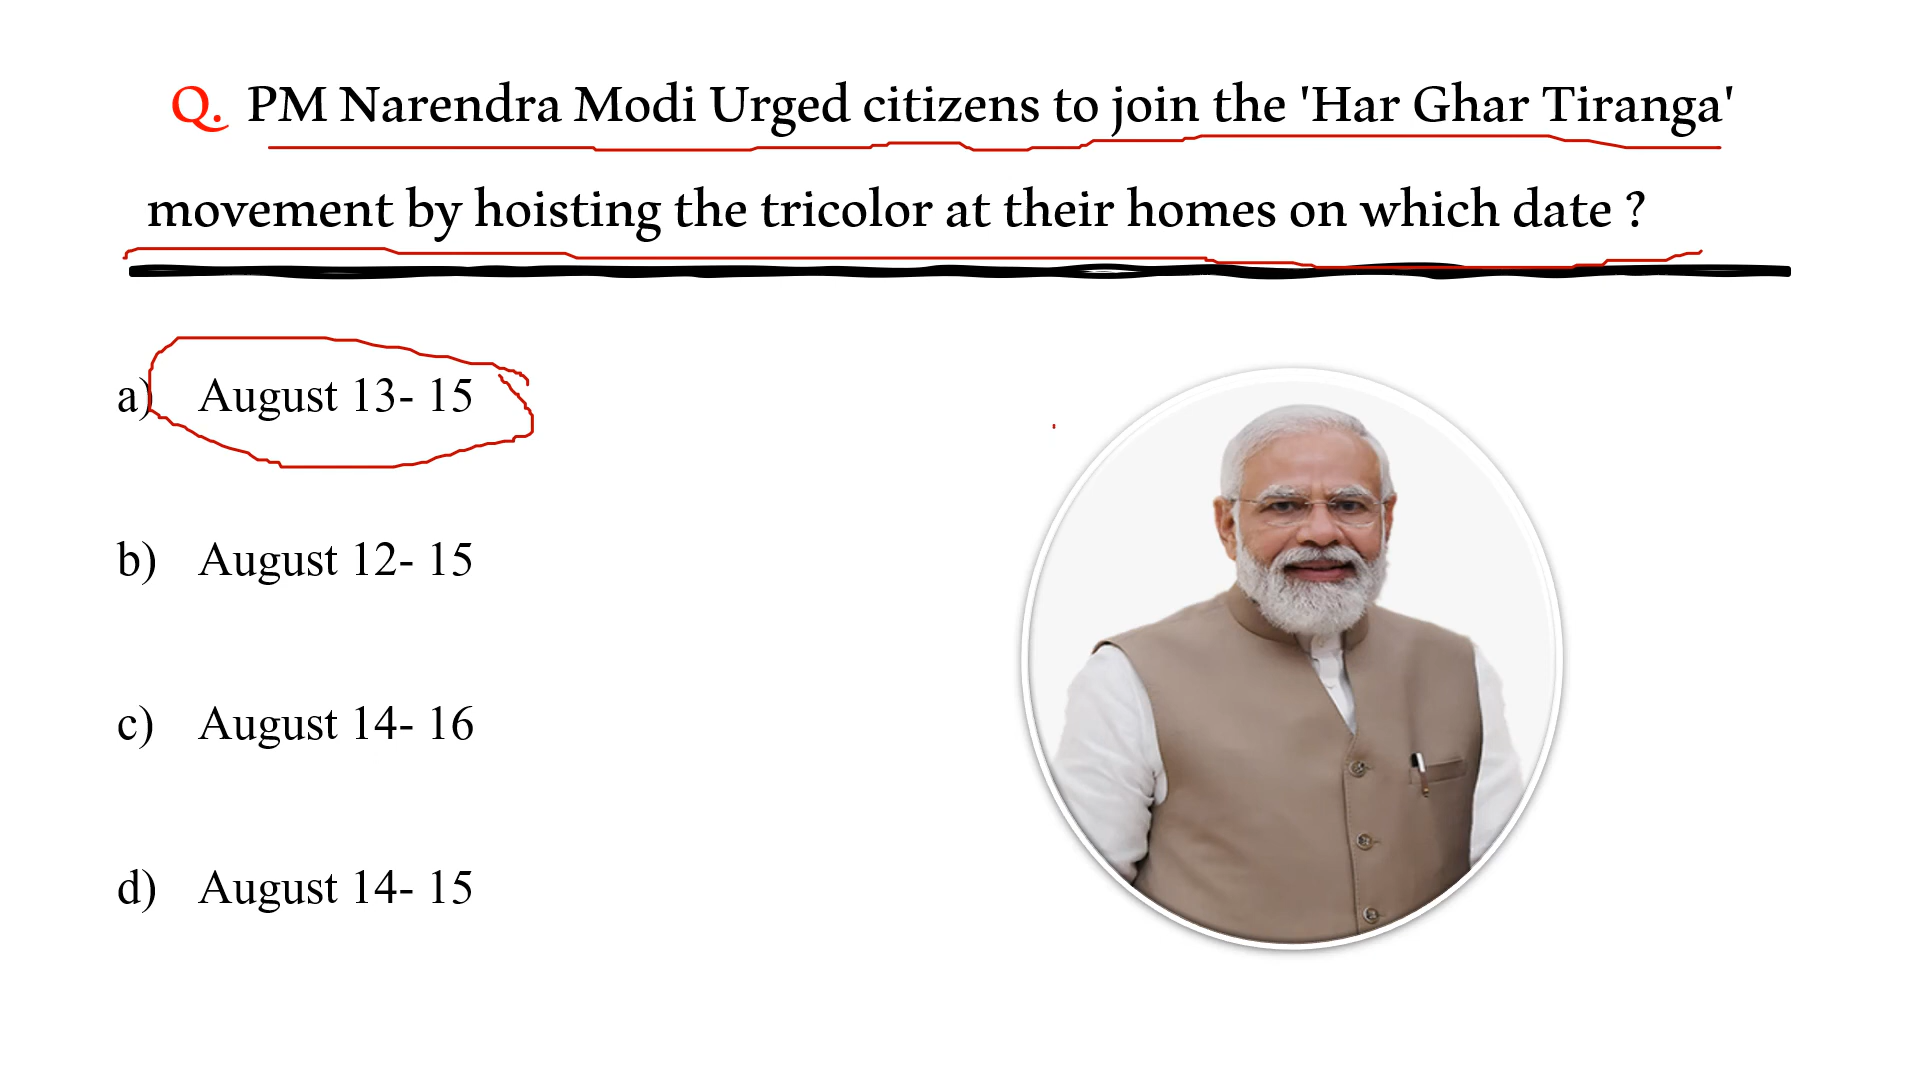 Q. PM Narendra Modi Urged citizens to join the 'Har Ghar Tiranga'
movement by hoisting the tricolor at their homes on which date ?
a) August 13- 15
b) August 12- 15
c) August 14- 16
d) August 14- 15